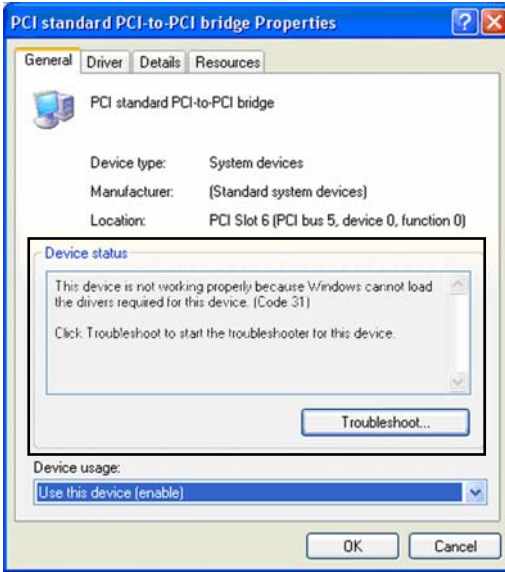 PCI standard PCI-to-PCI bridge Properties
General Driver Details Resources
PCI standard PCI-to-PCI bridge
Device type: System devices
Manufacturer: (Standard system devices)
Location: PCI Slot 6 (PCI bus 5, device 0, function 0)
Device status
This device is not working properly because Windows cannot load
the drivers required for this device. (Code 31)
Click Troubleshoot to start the troubleshooter for this device.
Troubleshoot...
Device usage:
Use this device (enable)
OK Cancel